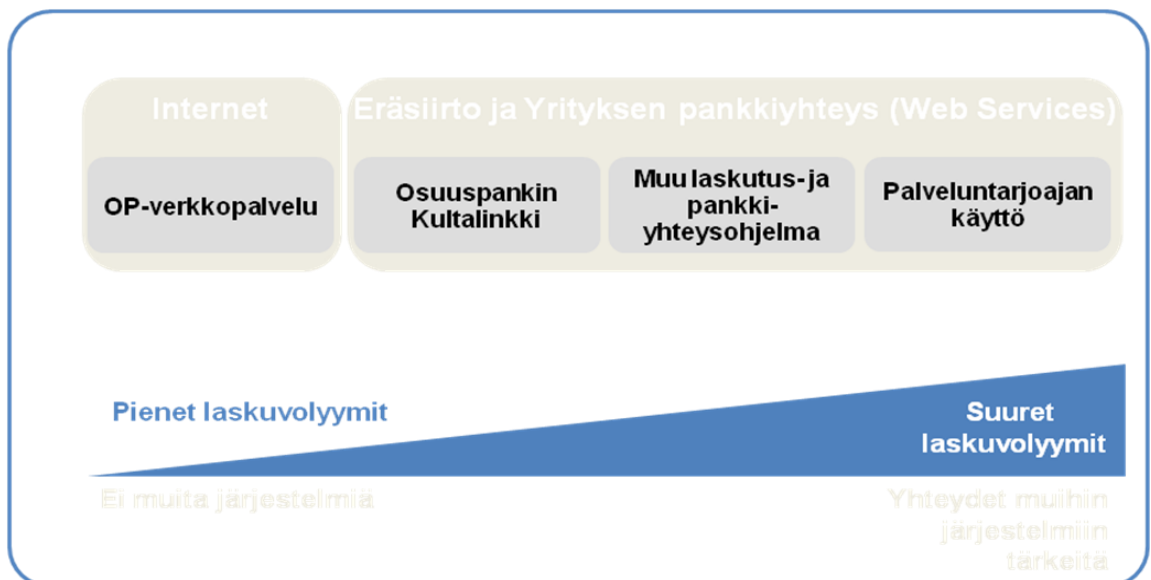 Internet
Eräsiirto ja Yrityksen pankkiyhteys (Web Services)
OP-verkkopalvelu
Osuuspankin
Kultalinkki
Muu laskutus- ja
pankki-
yhteysohjelma
Palveluntarjoajan
käyttö
Pienet laskuvolyymit
Suuret
laskuvolyymit
Ei muita järjestelmiä
Yhteydet muihin
järjestelmiin
tärkeitä